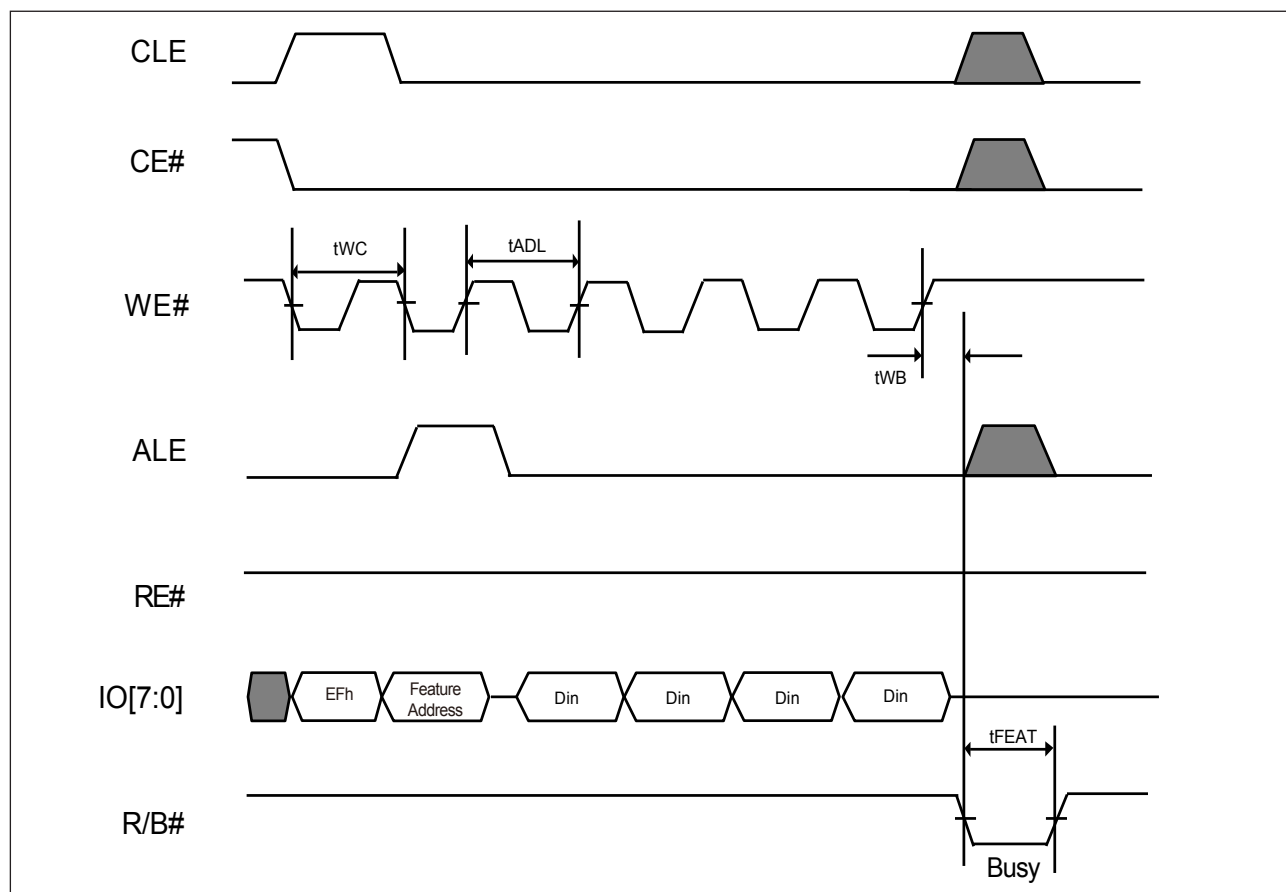 CLE
CE#
tWC
tADL
WE#
tWB
ALE
RE#
IO[7:0]
EFh
Feature
Address
Din
Din
Din
Din
tFEAT
R/B#
Busy